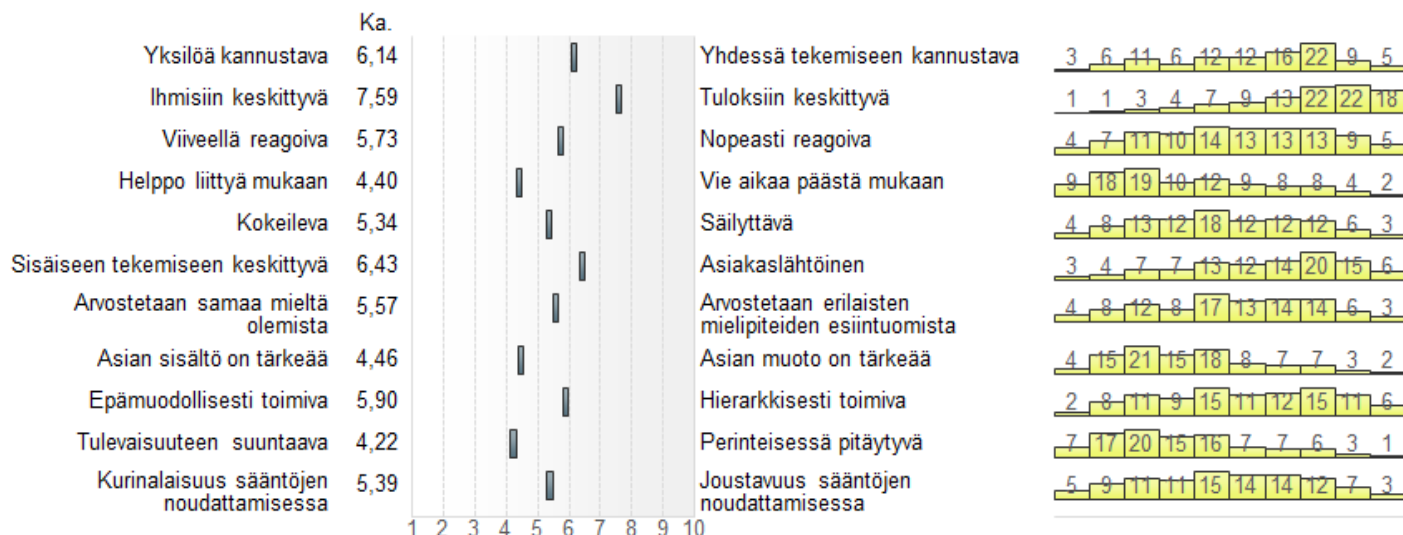 Ka.
Yksilöä kannustava 6,14 Yhdessä tekemiseen kannustava 3 6 11 6 12 12 16 22 9 5
Ihmisiin keskittyvä 7,59 Tuloksiin keskittyvä 1 1 3 4 7 9 13 22 22 18
Viiveellä reagoiva 5,73 Nopeasti reagoiva 4 7 11 10 14 13 13 13 9 5
Helppo liittyä mukaan 4,40 Vie aikaa päästä mukaan 9 18 19 10 12 9 8 8 4 2
Kokeileva 5,34 Säilyttävä 4 8 13 12 18 12 12 12 6 3
Sisäiseen tekemiseen keskittyvä 6,43 Asiakaslähtöinen 3 4 7 7 13 12 14 20 15 6
Arvostetaan samaa mieltä
olemista 5,57 Arvostetaan erilaisten
mielipiteiden esiintuomista 4 8 12 8 17 13 14 14 6 3
Asian sisältö on tärkeää 4,46 Asian muoto on tärkeää 4 15 21 15 18 8 7 7 3 2
Epämuodollisesti toimiva 5,90 Hierarkkisesti toimiva 2 8 11 9 15 11 12 15 11 6
Tulevaisuuteen suuntaava 4,22 Perinteisessä pitäytyvä 7 17 20 15 16 7 7 6 3 1
Kurinalaisuus sääntöjen
noudattamisessa 5,39 Joustavuus sääntöjen
noudattamisessa 5 9 11 11 15 14 14 12 7 3
1 2 3 4 5 6 7 8 9 10